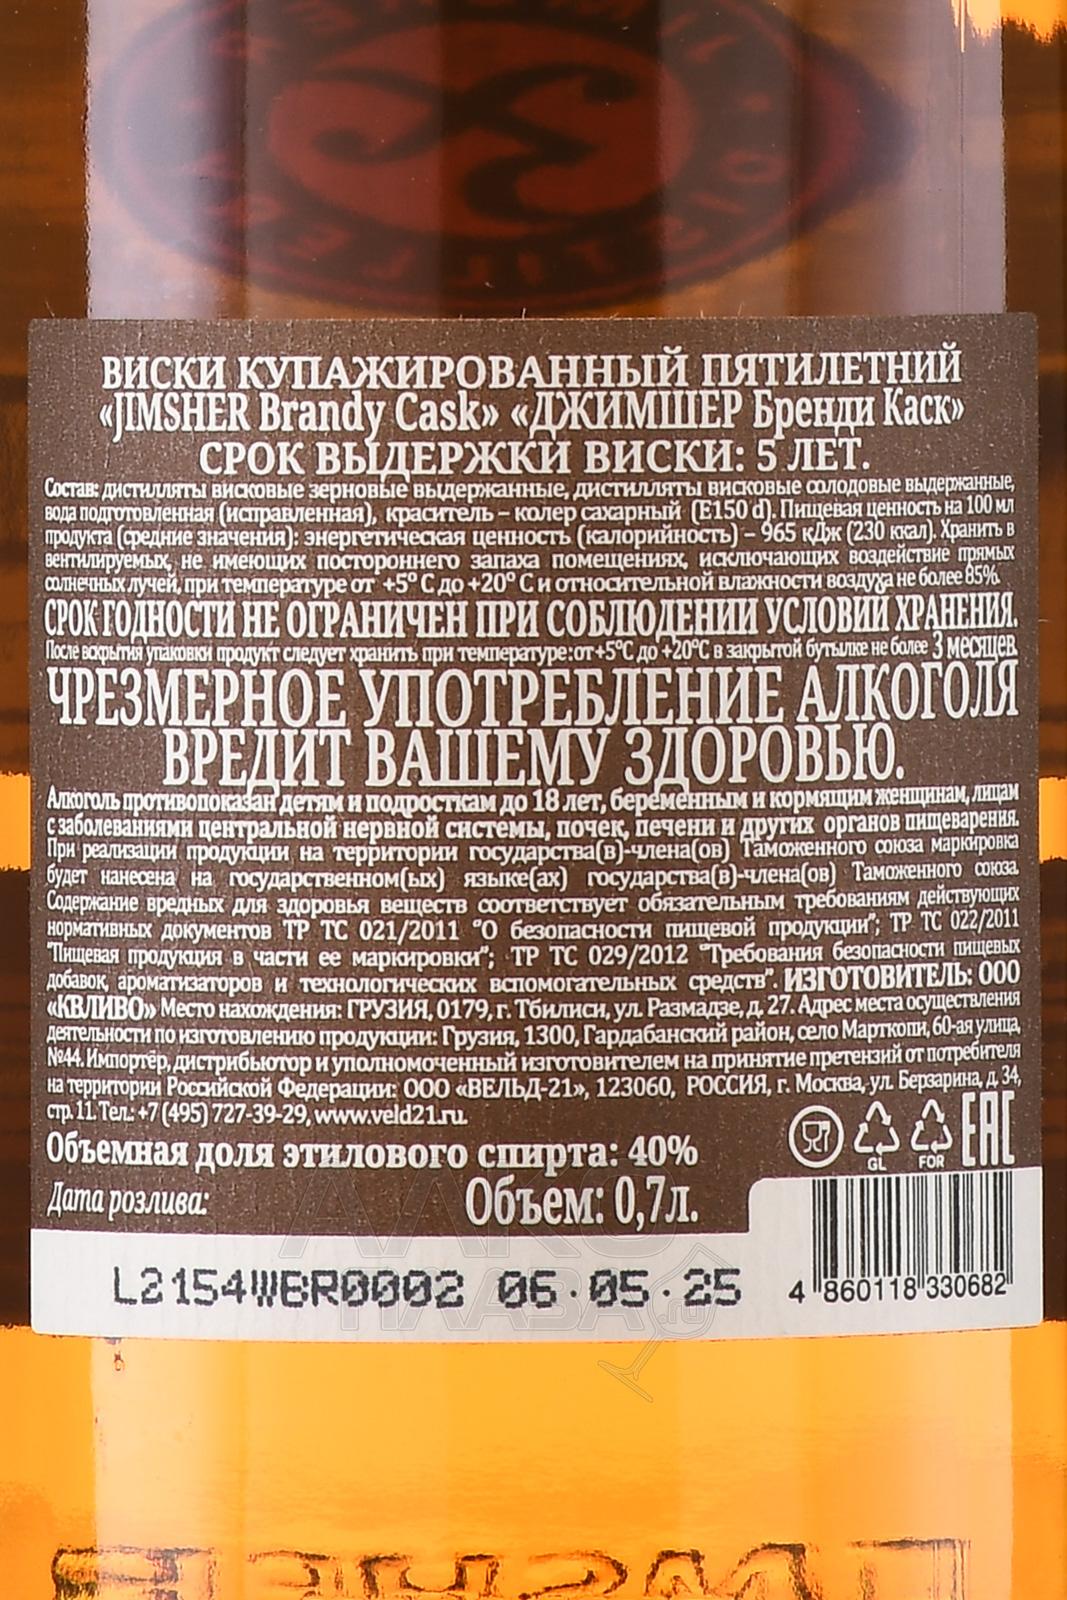 ВИСКИ КУПАЖИРОВАННЫЙ ПЯТИЛЕТНИЙ
«JIMSHER Brandy Cask» «ДЖИМШЕР Бренди Каск»
СРОК ВЫДЕРЖКИ ВИСКИ: 5 ЛЕТ.
Состав: дистилляты висковые зерновые выдержанные, дистилляты висковые солодовые выдержанные,
вода подготовленная (исправленная), краситель – колер сахарный (E150 d). Пищевая ценность на 100 мл
продукта (средние значения): энергетическая ценность (калорийность) – 965 кДж (230 ккал). Хранить в
вентилируемых, не имеющих постороннего запаха помещениях, исключающих воздействие прямых
солнечных лучей, при температуре от +5° С до +20° С и относительной влажности воздуха не более 85%.
СРОК ГОДНОСТИ НЕ ОГРАНИЧЕН ПРИ СОБЛЮДЕНИИ УСЛОВИЙ ХРАНЕНИЯ.
После вскрытия упаковки продукт следует хранить при температуре: от +5°С до +20°С в закрытой бутылке не более 3 месяцев.
ЧРЕЗМЕРНОЕ УПОТРЕБЛЕНИЕ АЛКОГОЛЯ
ВРЕДИТ ВАШЕМУ ЗДОРОВЬЮ.
Алкоголь противопоказан детям и подросткам до 18 лет, беременным и кормящим женщинам, лицам
с заболеваниями центральной нервной системы, почек, печени и других органов пищеварения.
При реализации продукции на территории государства(в)-члена(ов) Таможенного союза маркировка
будет нанесена на государственном(ых) языке(ах) государства(в)-члена(ов) Таможенного союза.
Содержание вредных для здоровья веществ соответствует обязательным требованиям действующих
нормативных документов ТР ТС 021/2011 "О безопасности пищевой продукции"; ТР ТС 022/2011
"Пищевая продукция в части ее маркировки"; ТР ТС 029/2012 "Требования безопасности пищевых
добавок, ароматизаторов и технологических вспомогательных средств". ИЗГОТОВИТЕЛЬ: ООО
«КВЛИВО» Место нахождения: ГРУЗИЯ, 0179, г. Тбилиси, ул. Размадзе, д. 27. Адрес места осуществления
деятельности по изготовлению продукции: Грузия, 1300, Гардабанский район, село Марткопи, 60-ая улица,
№44. Импортёр, дистрибьютор и уполномоченный изготовителем на принятие претензий от потребителя
на территории Российской Федерации: ООО «ВЕЛЬД-21», 123060, РОССИЯ, г. Москва, ул. Берзарина, д. 34,
стр. 11. Тел.: +7 (495) 727-39-29, www.veld21.ru.
GL FOR EAC
Объемная доля этилового спирта: 40%
Дата розлива: Объем: 0,7л.
L2154WBR0002 06.05.25
4 860118 330682
АЛКО
ПЛАЗА.ru